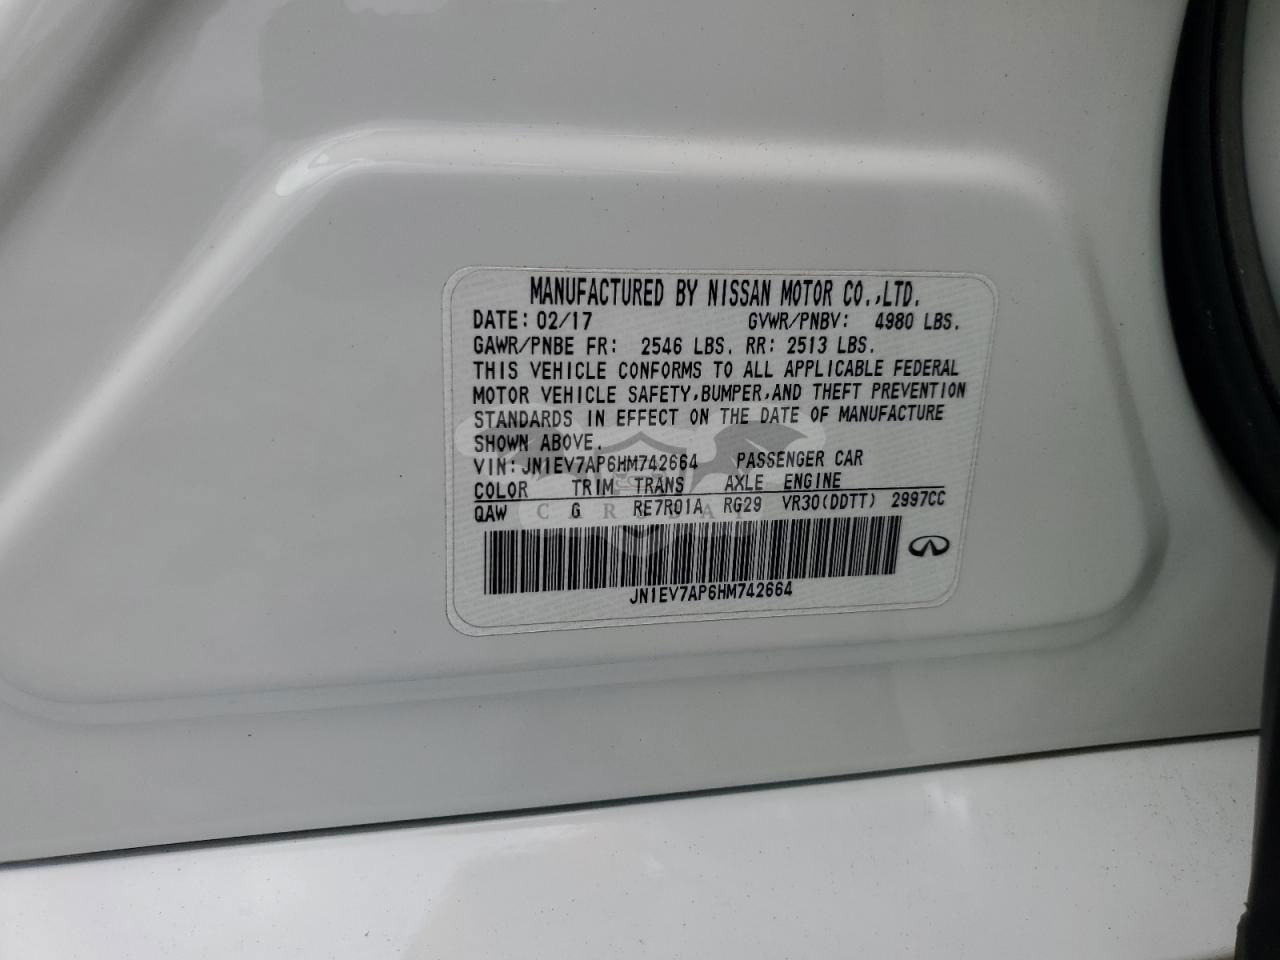 MANUFACTURED BY NISSAN MOTOR CO.,LTD.
DATE: 02/17 GVWR/PNBV: 4980 LBS.
GAWR/PNBE FR: 2546 LBS. RR: 2513 LBS.
THIS VEHICLE CONFORMS TO ALL APPLICABLE FEDERAL
MOTOR VEHICLE SAFETY,BUMPER,AND THEFT PREVENTION
STANDARDS IN EFFECT ON THE DATE OF MANUFACTURE
SHOWN ABOVE.
VIN:JN1EV7AP6HM742664 PASSENGER CAR
COLOR TRIM TRANS AXLE ENGINE
QAW G RE7R01A RG29 VR30(DDTT) 2997CC
JN1EV7AP6HM742664